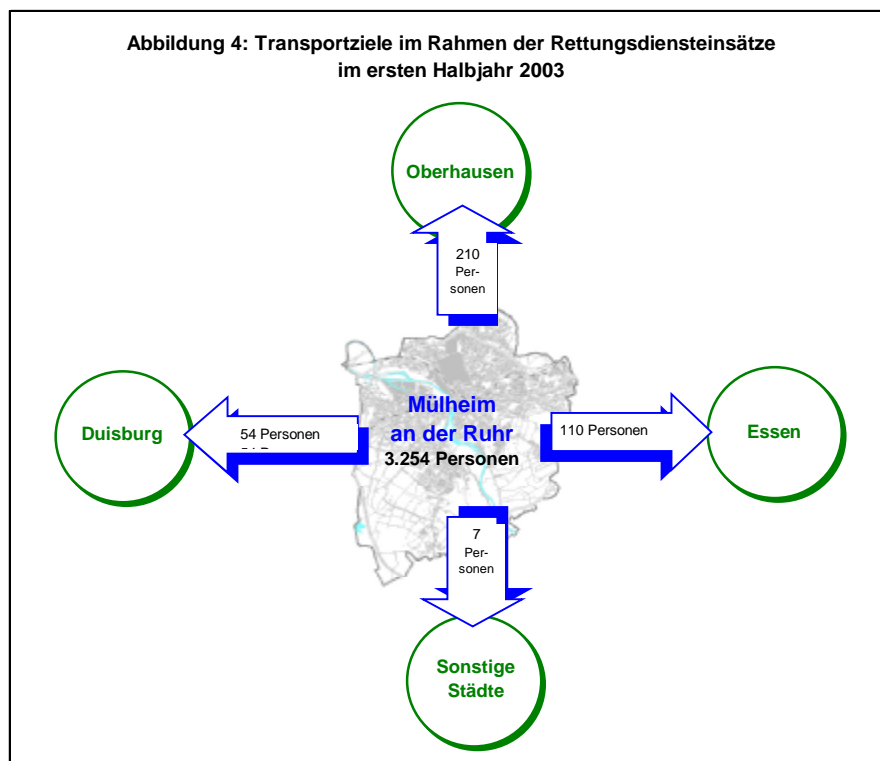 Abbildung 4: Transportziele im Rahmen der Rettungsdiensteinsätze
im ersten Halbjahr 2003
Oberhausen
210
Per-
sonen
Duisburg
54 Personen
Mülheim
an der Ruhr
3.254 Personen
110 Personen
Essen
7
Per-
sonen
Sonstige
Städte